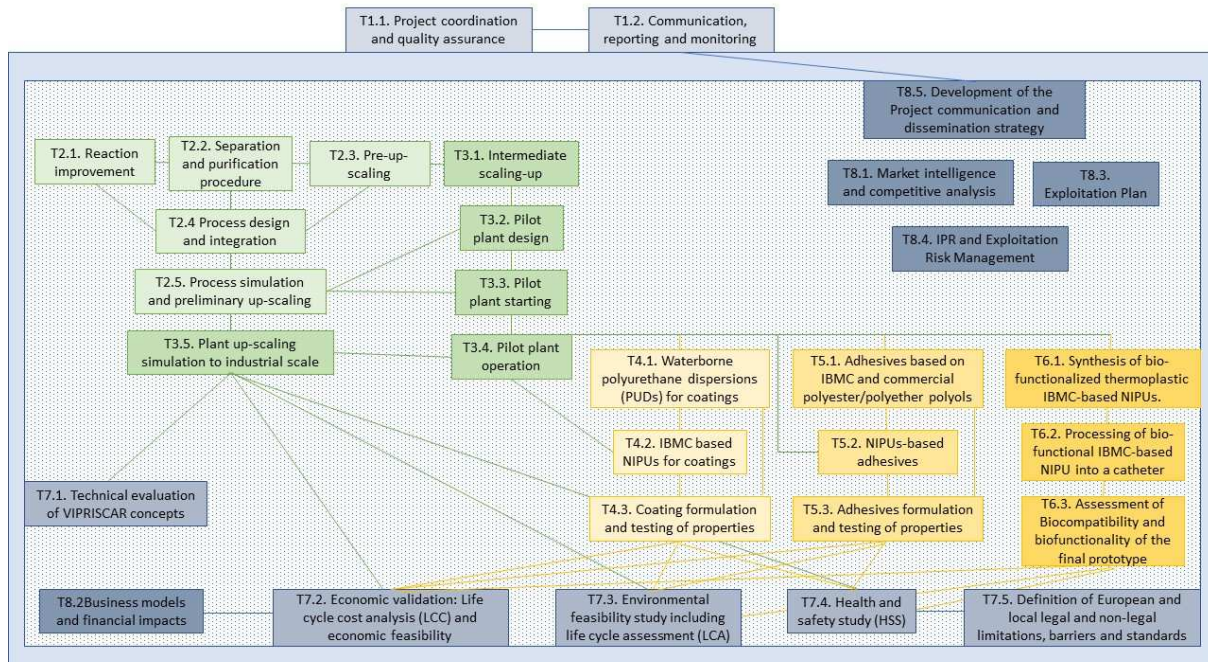 T1.1. Project coordination
and quality assurance
T1.2. Communication,
reporting and monitoring
T8.5. Development of the
Project communication and
dissemination strategy
T2.1. Reaction
improvement
T2.2. Separation
and purification
procedure
T2.3. Pre-up-
scaling
T3.1. Intermediate
scaling-up
T8.1. Market intelligence
and competitive analysis
T8.3.
Exploitation Plan
T2.4 Process design
and integration
T3.2. Pilot
plant design
T8.4. IPR and Exploitation
Risk Management
T2.5. Process simulation
and preliminary up-scaling
T3.3. Pilot
plant starting
T3.5. Plant up-scaling
simulation to industrial scale
T3.4. Pilot plant
operation
T4.1. Waterborne
polyurethane dispersions
(PUDs) for coatings
T5.1. Adhesives based on
IBMC and commercial
polyester/polyether polyols
T6.1. Synthesis of bio-
functionalized thermoplastic
IBMC-based NIPUs.
T4.2. IBMC based
NIPUs for coatings
T5.2. NIPUs-based
adhesives
T6.2. Processing of bio-
functional IBMC-based
NIPU into a catheter
T7.1. Technical evaluation
of VIPRISCAR concepts
T4.3. Coating formulation
and testing of properties
T5.3. Adhesives formulation
and testing of properties
T6.3. Assessment of
Biocompatibility and
biofunctionality of the
final prototype
T8.2Business models
and financial impacts
T7.2. Economic validation: Life
cycle cost analysis (LCC) and
economic feasibility
T7.3. Environmental
feasibility study including
life cycle assessment (LCA)
T7.4. Health and
safety study (HSS)
T7.5. Definition of European and
local legal and non-legal
limitations, barriers and standards